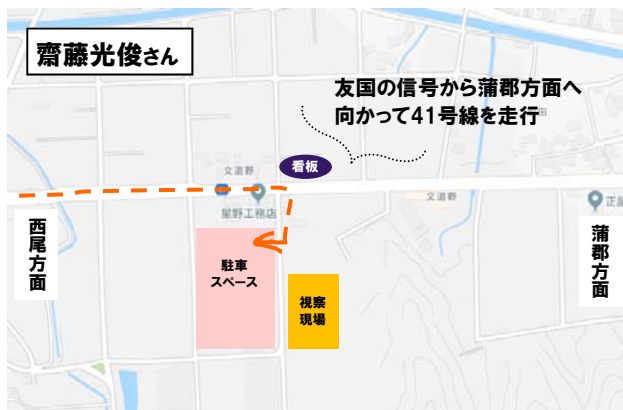 齋藤光俊さん
友国の信号から蒲郡方面へ
向かって41号線を走行
看板
文道野
星野工務店
文道野
西尾方面
蒲郡方面
駐車
スペース
視察
現場